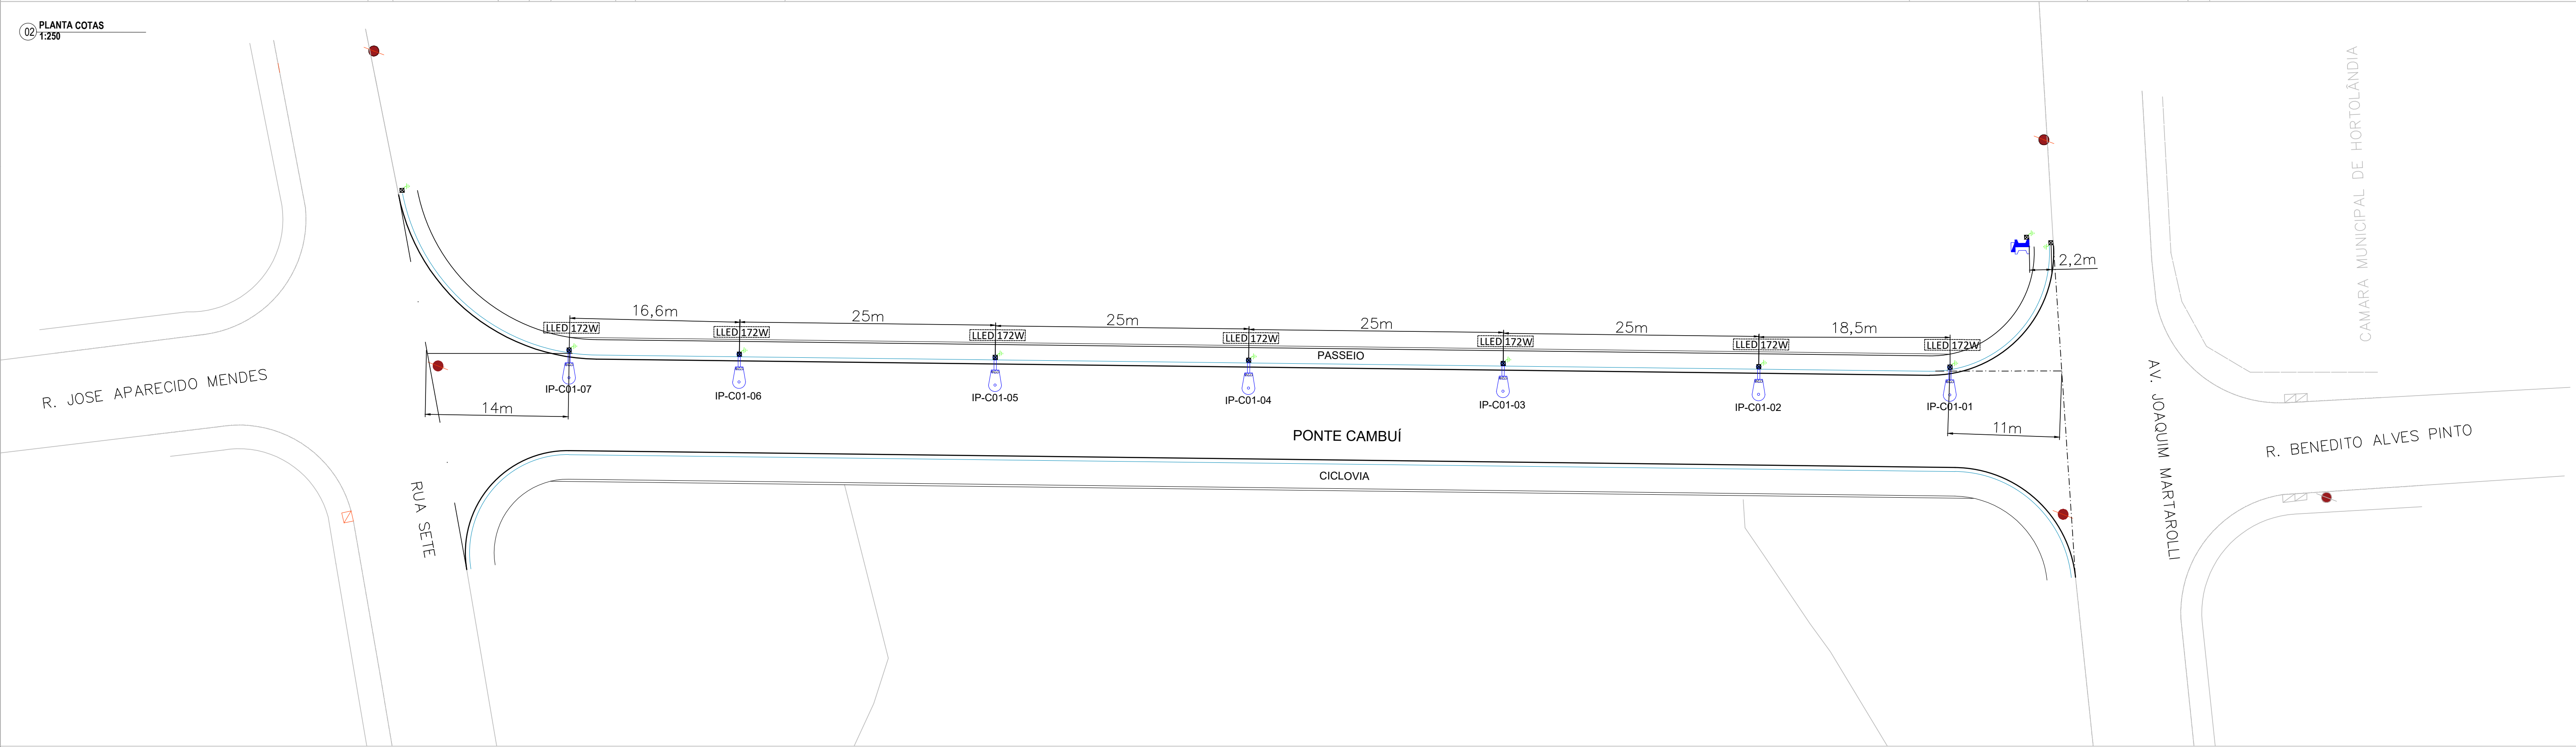 02 PLANTA COTAS
1:250
CAMARA MUNICIPAL DE HORTOLÂNDIA
2,2m
16,6m
25m
25m
25m
25m
18,5m
LLED 172W
LLED 172W
LLED 172W
LLED 172W
LLED 172W
LLED 172W
LLED 172W
PASSEIO
R. JOSE APARECIDO MENDES
14m
IP-C01-07
IP-C01-06
IP-C01-05
IP-C01-04
IP-C01-03
IP-C01-02
IP-C01-01
11m
PONTE CAMBUÍ
CICLOVIA
RUA SETE
AV. JOAQUIM MARTAROLLI
R. BENEDITO ALVES PINTO